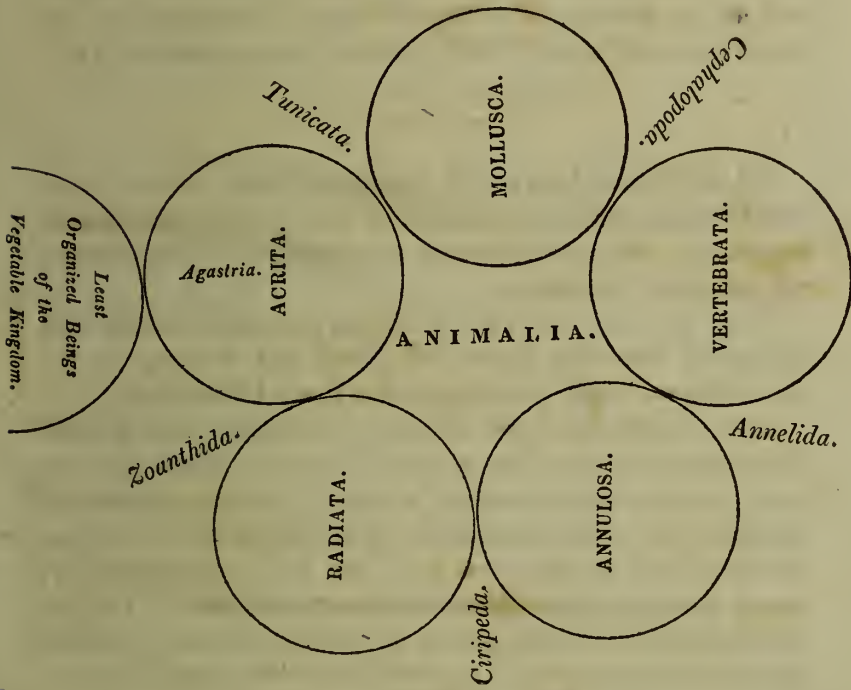 MOLLUSCA.
Cephalopoda.
Tunicata.
VERTEBRATA.
ACRITA.
Agastria.
Least
Organized Beings
of the
Vegetable Kingdom.
ANIMALIA.
Annelida.
Zoanthida.
RADIATA.
ANNULOSA.
Ciripeda.